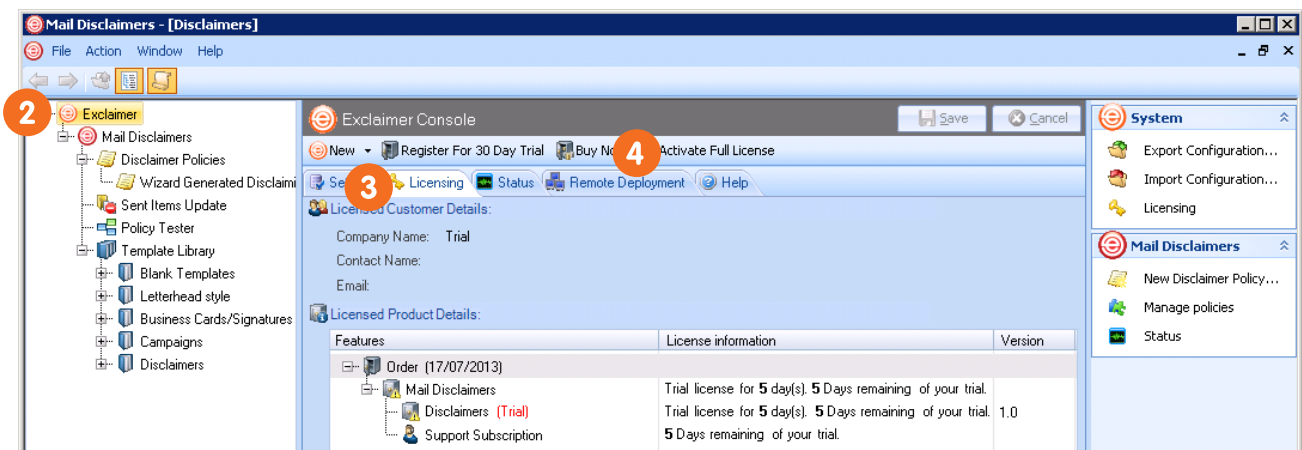 Mail Disclaimers - [Disclaimers]
File Action Window Help
2
Exclaimer
Mail Disclaimers
Disclaimer Policies
Wizard Generated Disclaimi
Sent Items Update
Policy Tester
Template Library
Blank Templates
Letterhead style
Business Cards/Signatures
Campaigns
Disclaimers
Exclaimer Console
Save Cancel
New Register For 30 Day Trial Buy No 4 Activate Full License
Se 3 Licensing Status Remote Deployment Help
Licensed Customer Details:
Company Name: Trial
Contact Name:
Email:
Licensed Product Details:
Features License information Version
Order (17/07/2013)
Mail Disclaimers Trial license for 5 day(s). 5 Days remaining of your trial.
Disclaimers (Trial) Trial license for 5 day(s). 5 Days remaining of your trial. 1.0
Support Subscription 5 Days remaining of your trial.
System
Export Configuration...
Import Configuration...
Licensing
Mail Disclaimers
New Disclaimer Policy...
Manage policies
Status